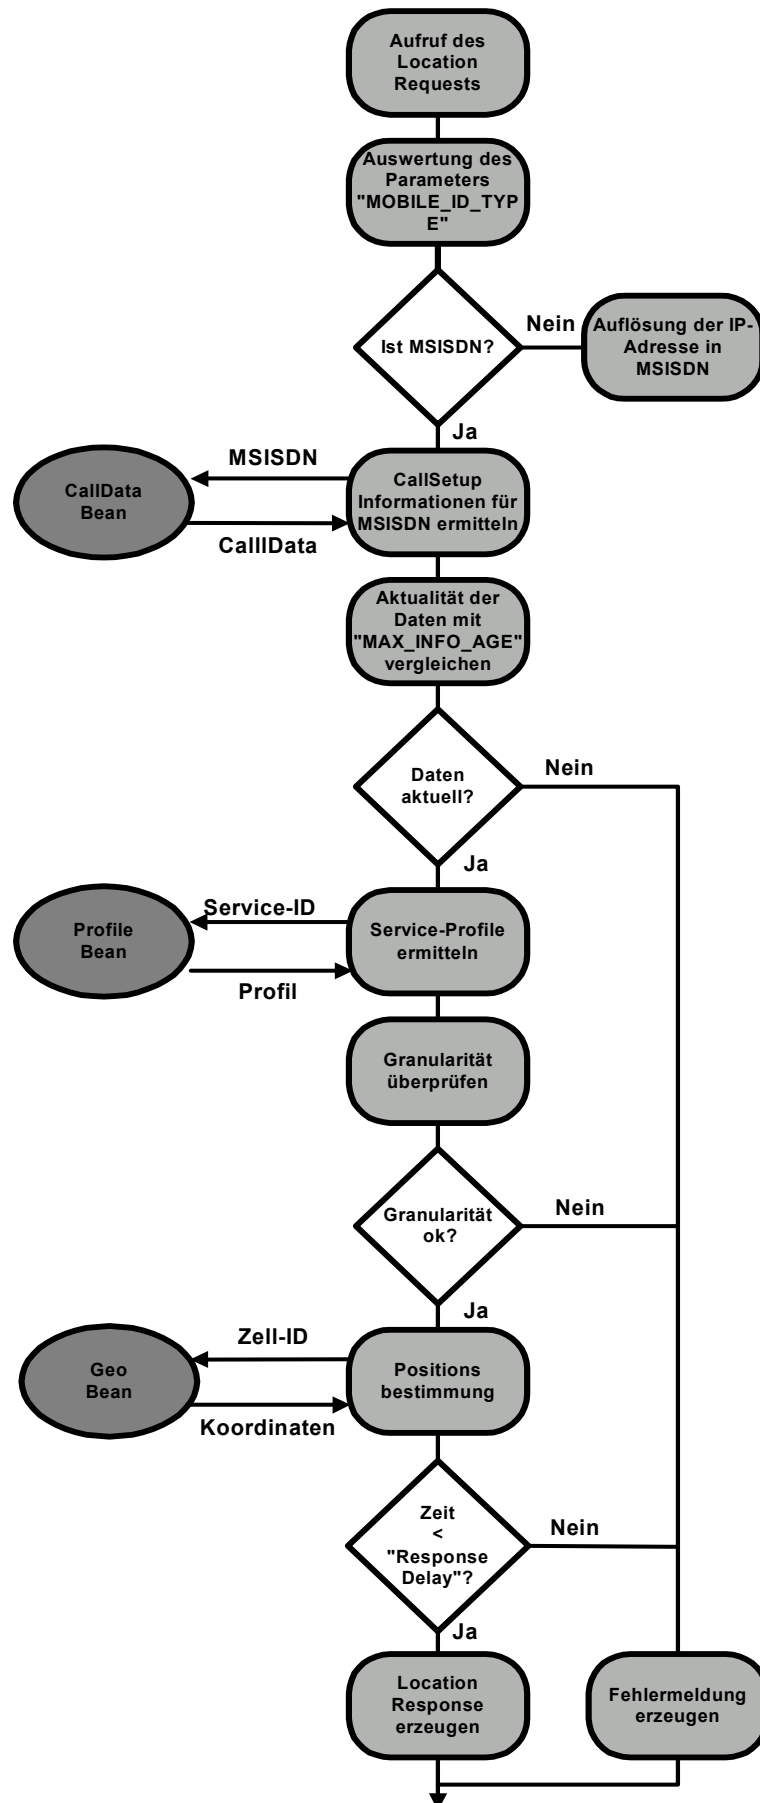 Aufruf des
Location
Requests
Auswertung des
Parameters
"MOBILE_ID_TYP
E"
Ist MSISDN?
Nein
Auflösung der IP-
Adresse in
MSISDN
Ja
MSISDN
CallData
Bean
CallIData
CallSetup
Informationen für
MSISDN ermitteln
Aktualität der
Daten mit
"MAX_INFO_AGE"
vergleichen
Daten
aktuell?
Nein
Ja
Service-ID
Profile
Bean
Profil
Service-Profile
ermitteln
Granularität
überprüfen
Granularität
ok?
Nein
Ja
Zell-ID
Geo
Bean
Koordinaten
Positions
bestimmung
Zeit
<
"Response
Delay"?
Nein
Ja
Location
Response
erzeugen
Fehlermeldung
erzeugen